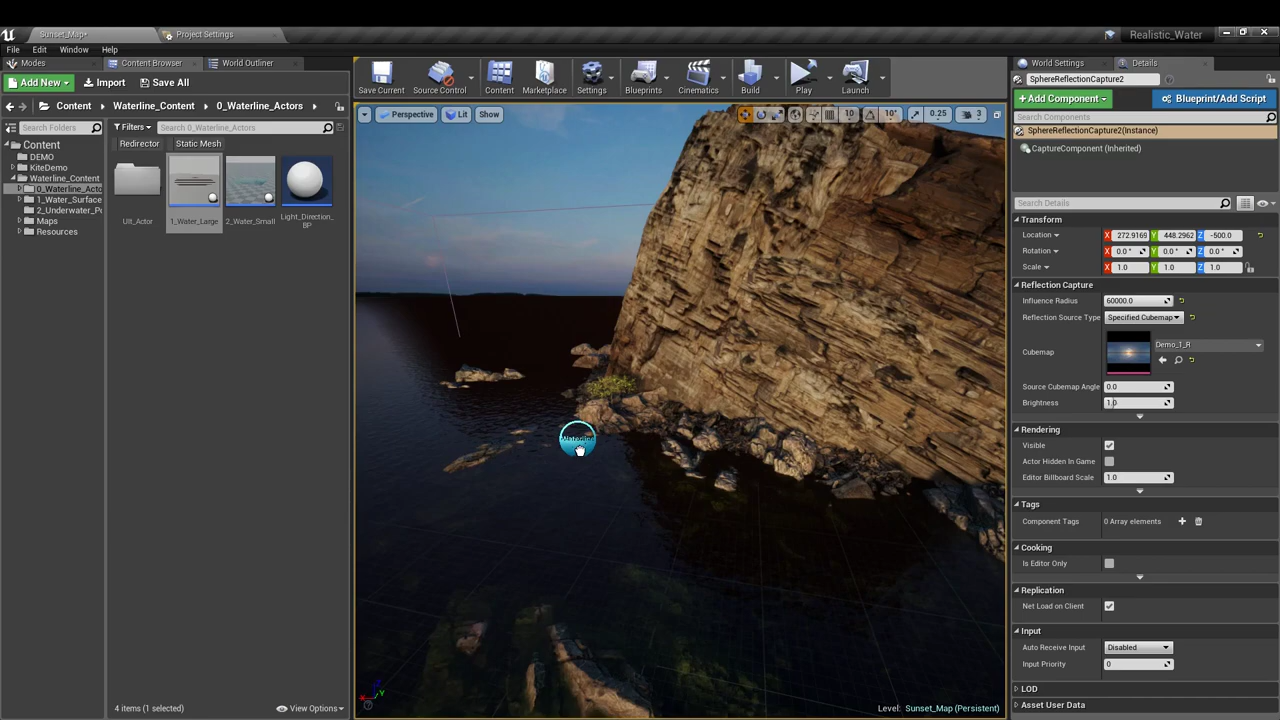 Sunset_Map•
Project Settings
Realistic_Water
File
Edit
Window
Help
Modes
Content Browser
World Outliner
World Settings
Details
Add New
Import
Save All
Save Current
Source Control
Content
Marketplace
Settings
Blueprints
Cinematics
Build
Play
Launch
SphereReflectionCapture2
+Add Component
Blueprint/Add Script
Content
Waterline_Content
0_Waterline_Actors
Search Components
Search Folders
Filters
Search 0_Waterline_Actors
Perspective
Lit
Show
10
10°
0.25
3
SphereReflectionCapture2(Instance)
CaptureComponent (Inherited)
Redirector
Static Mesh
Content
DEMO
KiteDemo
Waterline_Content
0_Waterline_Acto
1_Water_Surface
2_Underwater_Po
Maps
Resources
Ult_Actor
1_Water_Large
2_Water_Small
Light_Direction_
BP
Search Details
Transform
Location
X 272.9169
Y 448.2962
Z -500.0
Rotation
X 0.0 °
Y 0.0 °
Z 0.0 °
Scale
X 1.0
Y 1.0
Z 1.0
Reflection Capture
Influence Radius
60000.0
Reflection Source Type
Specified Cubemap
Cubemap
Demo_1_R
Source Cubemap Angle
0.0
Brightness
1.0
Waterline
Rendering
Visible
Actor Hidden In Game
Editor Billboard Scale
1.0
Tags
Component Tags
0 Array elements
Cooking
Is Editor Only
Replication
Net Load on Client
Input
Auto Receive Input
Disabled
Input Priority
0
LOD
Asset User Data
4 items (1 selected)
View Options
Level: Sunset_Map (Persistent)